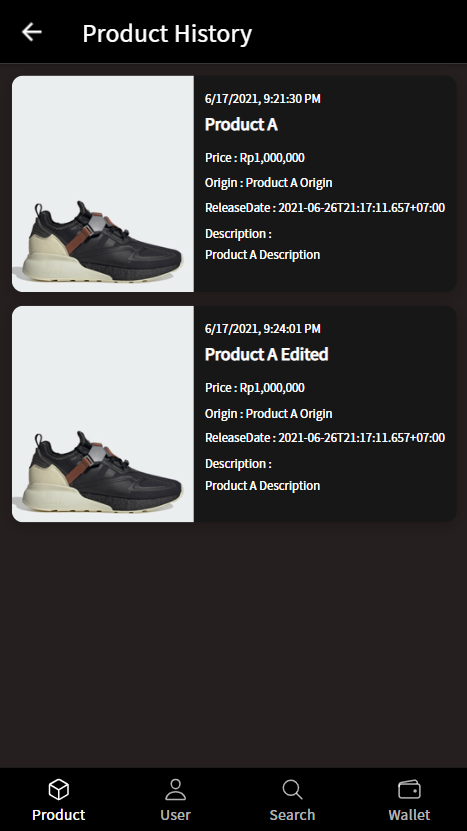 Product History
6/17/2021, 9:21:30 PM
Product A
Price : Rp1,000,000
Origin : Product A Origin
ReleaseDate : 2021-06-26T21:17:11.657+07:00
Description :
Product A Description
6/17/2021, 9:24:01 PM
Product A Edited
Price : Rp1,000,000
Origin : Product A Origin
ReleaseDate : 2021-06-26T21:17:11.657+07:00
Description :
Product A Description
Product User Search Wallet